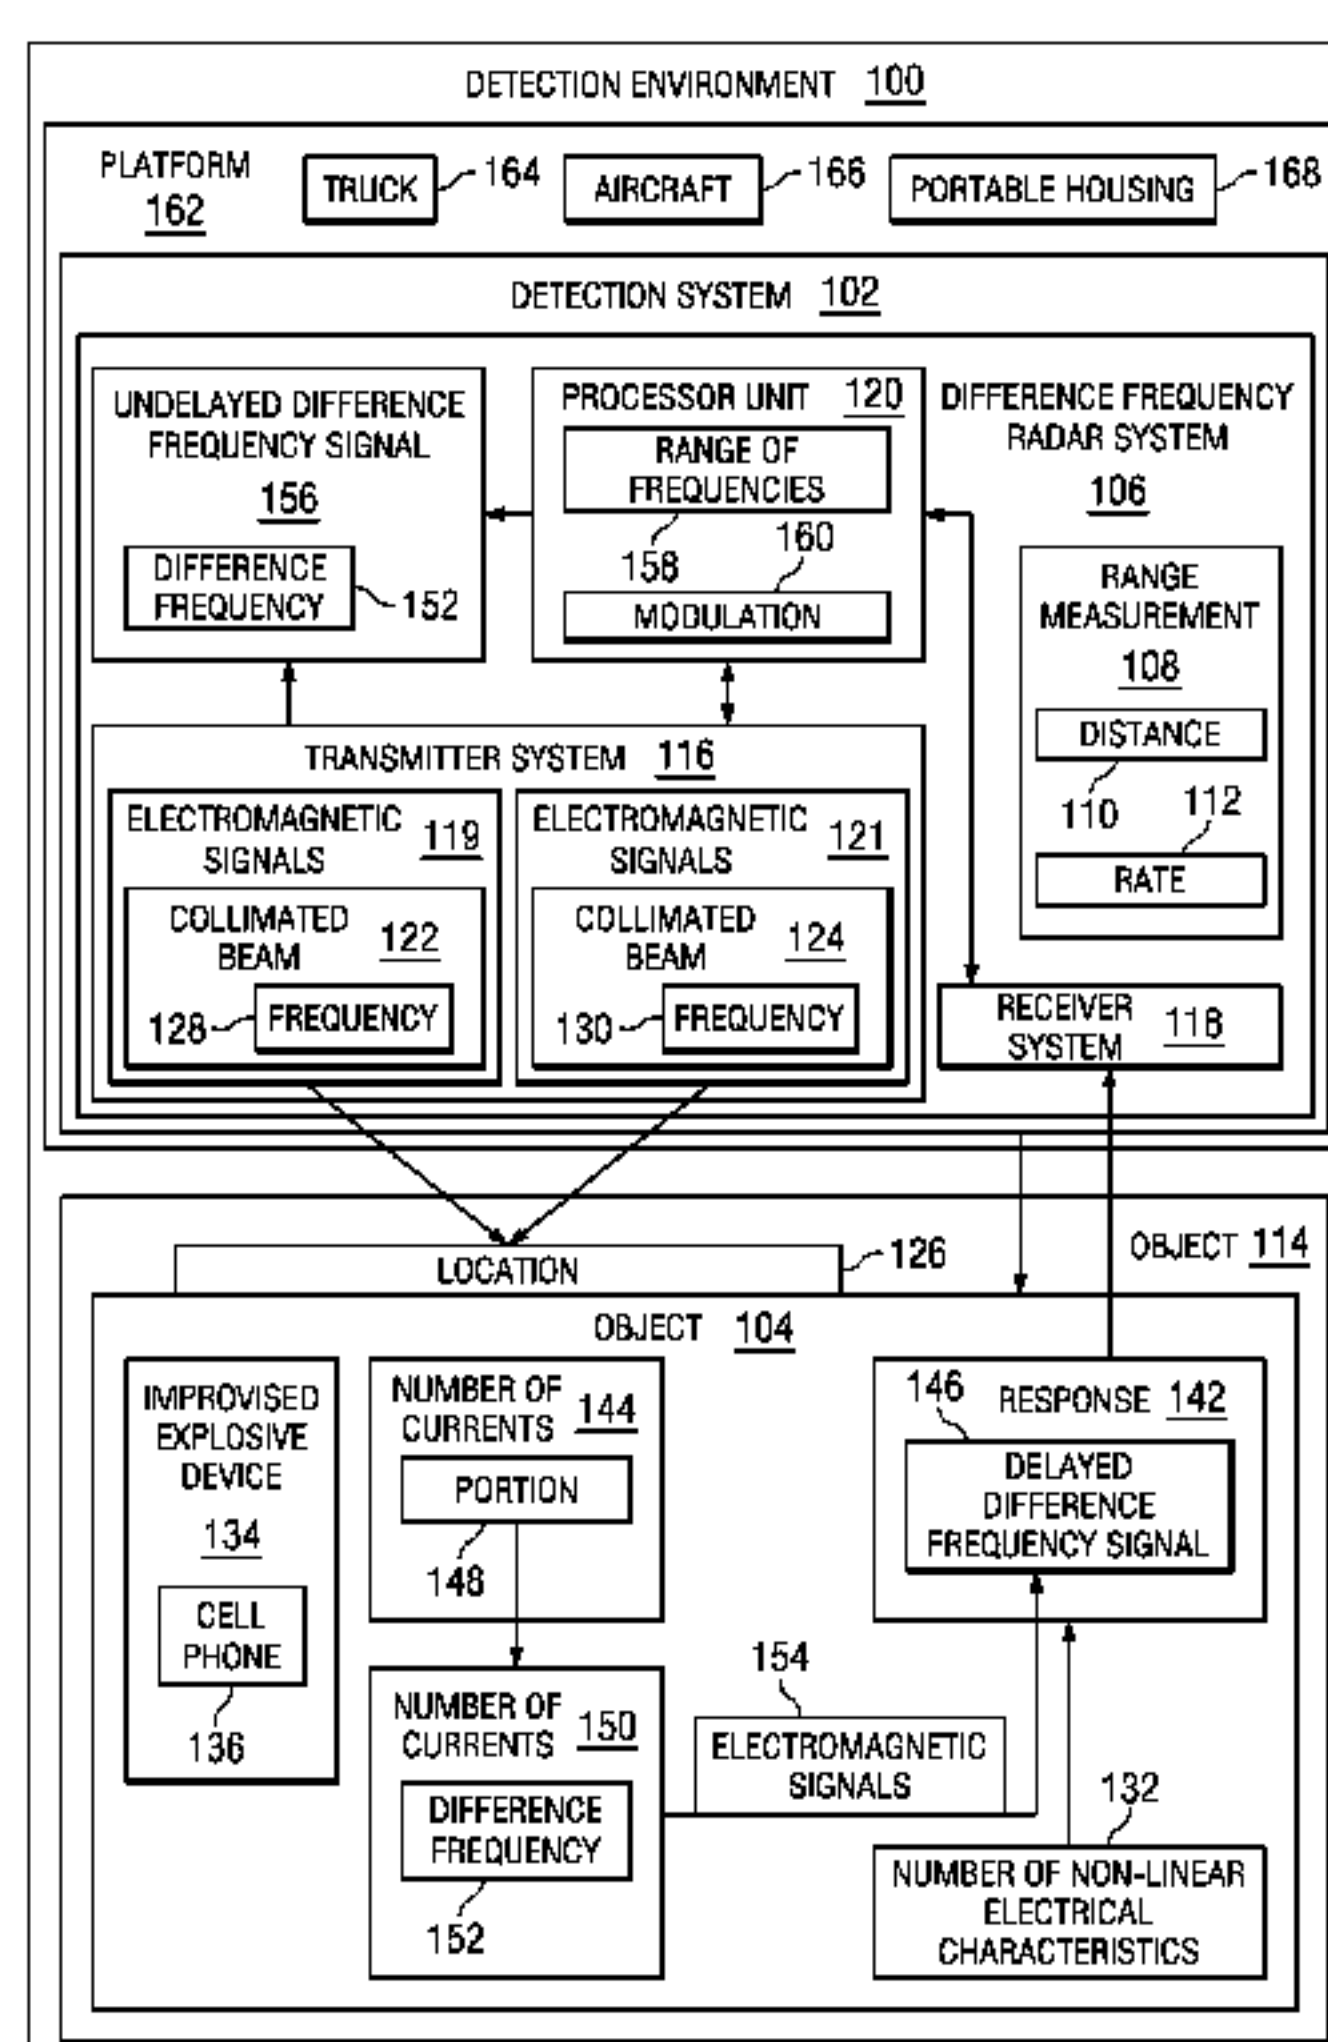 DETECTION ENVIRONMENT 100
PLATFORM
162
TRUCK
164
AIRCRAFT
166
PORTABLE HOUSING
168
DETECTION SYSTEM 102
UNDELAYED DIFFERENCE
FREQUENCY SIGNAL
156
DIFFERENCE
FREQUENCY
152
PROCESSOR UNIT 120
RANGE OF
FREQUENCIES
158
160
MODULATION
DIFFERENCE FREQUENCY
RADAR SYSTEM
106
RANGE
MEASUREMENT
108
DISTANCE
110
112
RATE
TRANSMITTER SYSTEM 116
ELECTROMAGNETIC
SIGNALS
119
COLLIMATED
BEAM
122
128
FREQUENCY
ELECTROMAGNETIC
SIGNALS
121
COLLIMATED
BEAM
124
130
FREQUENCY
RECEIVER
SYSTEM
118
LOCATION
126
OBJECT 114
OBJECT 104
IMPROVISED
EXPLOSIVE
DEVICE
134
CELL
PHONE
136
NUMBER OF
CURRENTS
144
PORTION
148
146
RESPONSE 142
DELAYED
DIFFERENCE
FREQUENCY SIGNAL
NUMBER OF
CURRENTS
150
DIFFERENCE
FREQUENCY
152
154
ELECTROMAGNETIC
SIGNALS
132
NUMBER OF NON-LINEAR
ELECTRICAL
CHARACTERISTICS